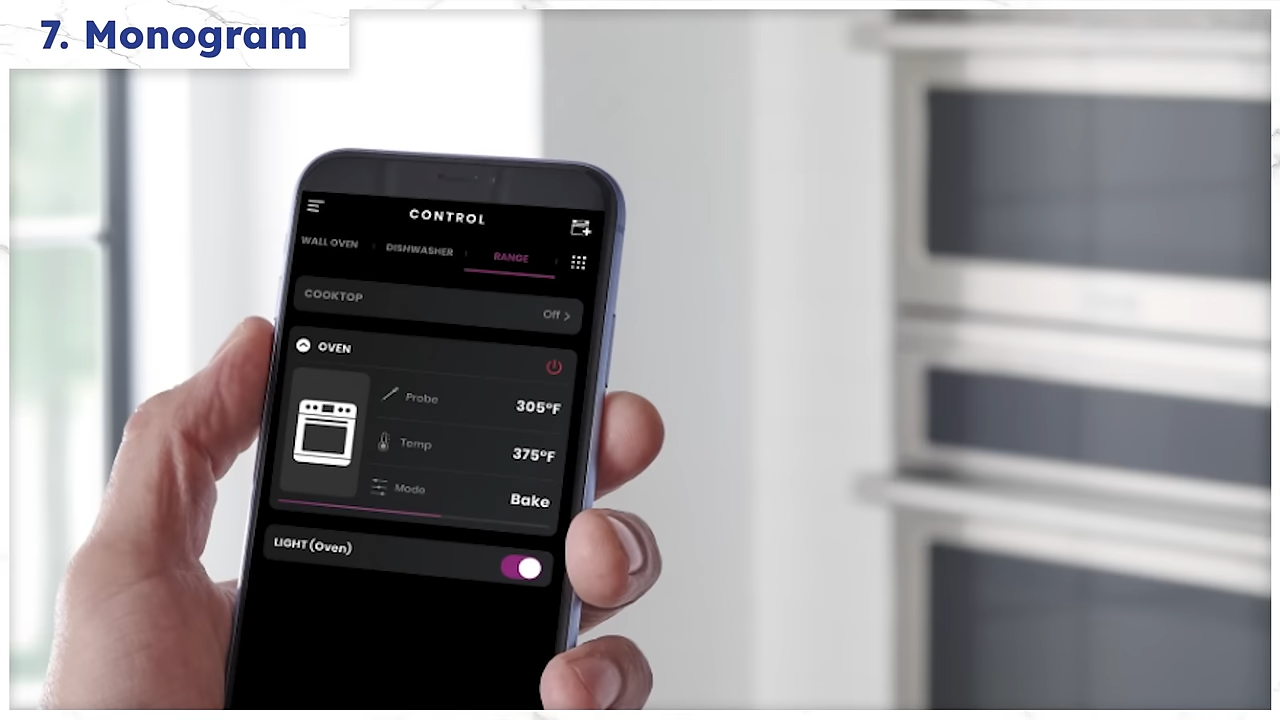 7. Monogram
CONTROL
WALL OVEN
DISHWASHER
RANGE
COOKTOP
Off >
OVEN
Probe
305°F
Temp
375°F
Mode
Bake
LIGHT (Oven)